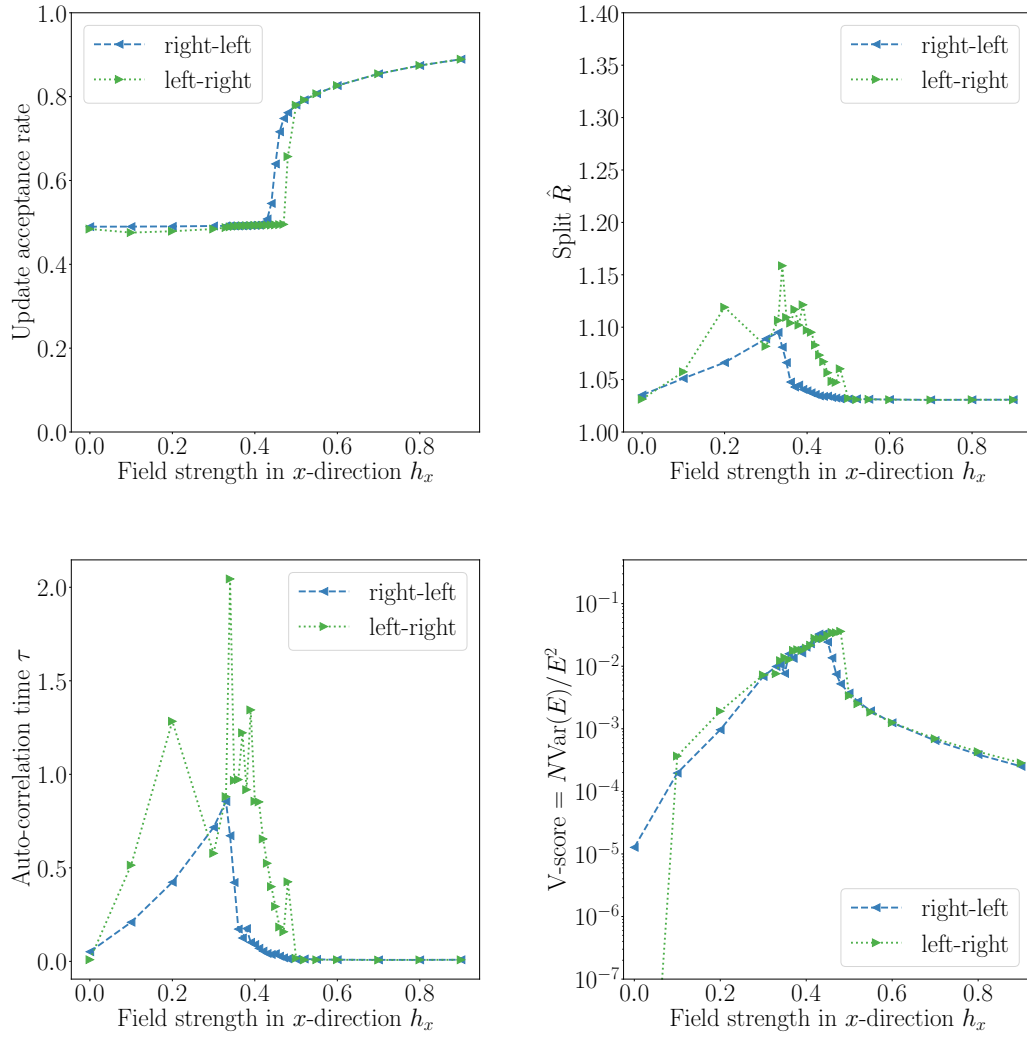 Update acceptance rate
1.0
0.8
0.6
0.4
0.2
0.0
right-left
left-right
0.0 0.2 0.4 0.6 0.8
Field strength in x-direction h_x
Split R̂
1.40
1.35
1.30
1.25
1.20
1.15
1.10
1.05
1.00
right-left
left-right
0.0 0.2 0.4 0.6 0.8
Field strength in x-direction h_x
Auto-correlation time τ
2.0
1.5
1.0
0.5
0.0
right-left
left-right
0.0 0.2 0.4 0.6 0.8
Field strength in x-direction h_x
V-score = NVar(E)/E²
10⁻¹
10⁻²
10⁻³
10⁻⁴
10⁻⁵
10⁻⁶
10⁻⁷
right-left
left-right
0.0 0.2 0.4 0.6 0.8
Field strength in x-direction h_x